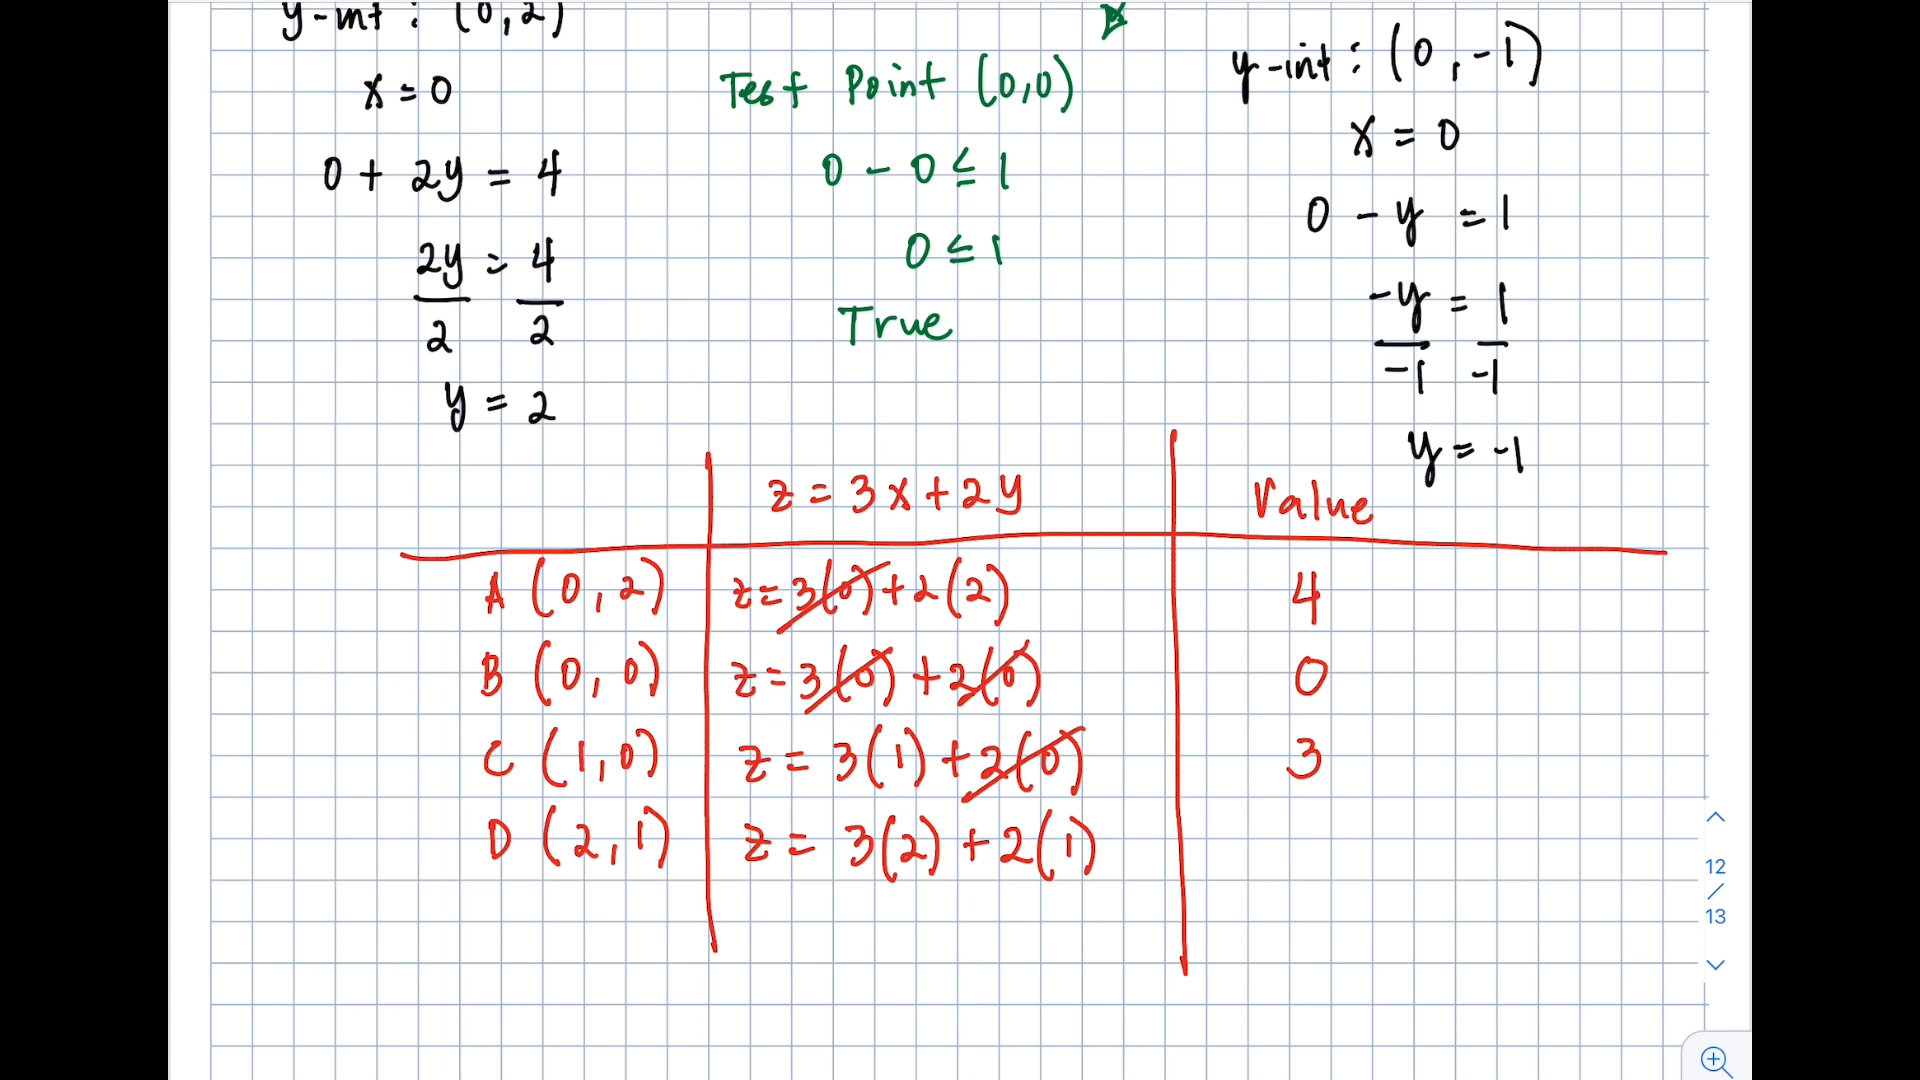 y-int : (0,2)
x = 0
0 + 2y = 4
2y = 4
2 2
y = 2
Test Point (0,0)
0 - 0 ≤ 1
0 ≤ 1
True
y-int : (0,-1)
x = 0
0 - y = 1
-y = 1
-1 -1
y = -1
z = 3x + 2y Value
A (0,2) z = 3(0) + 2(2) 4
B (0,0) z = 3(0) + 2(0) 0
C (1,0) z = 3(1) + 2(0) 3
D (2,1) z = 3(2) + 2(1)
12
/
13